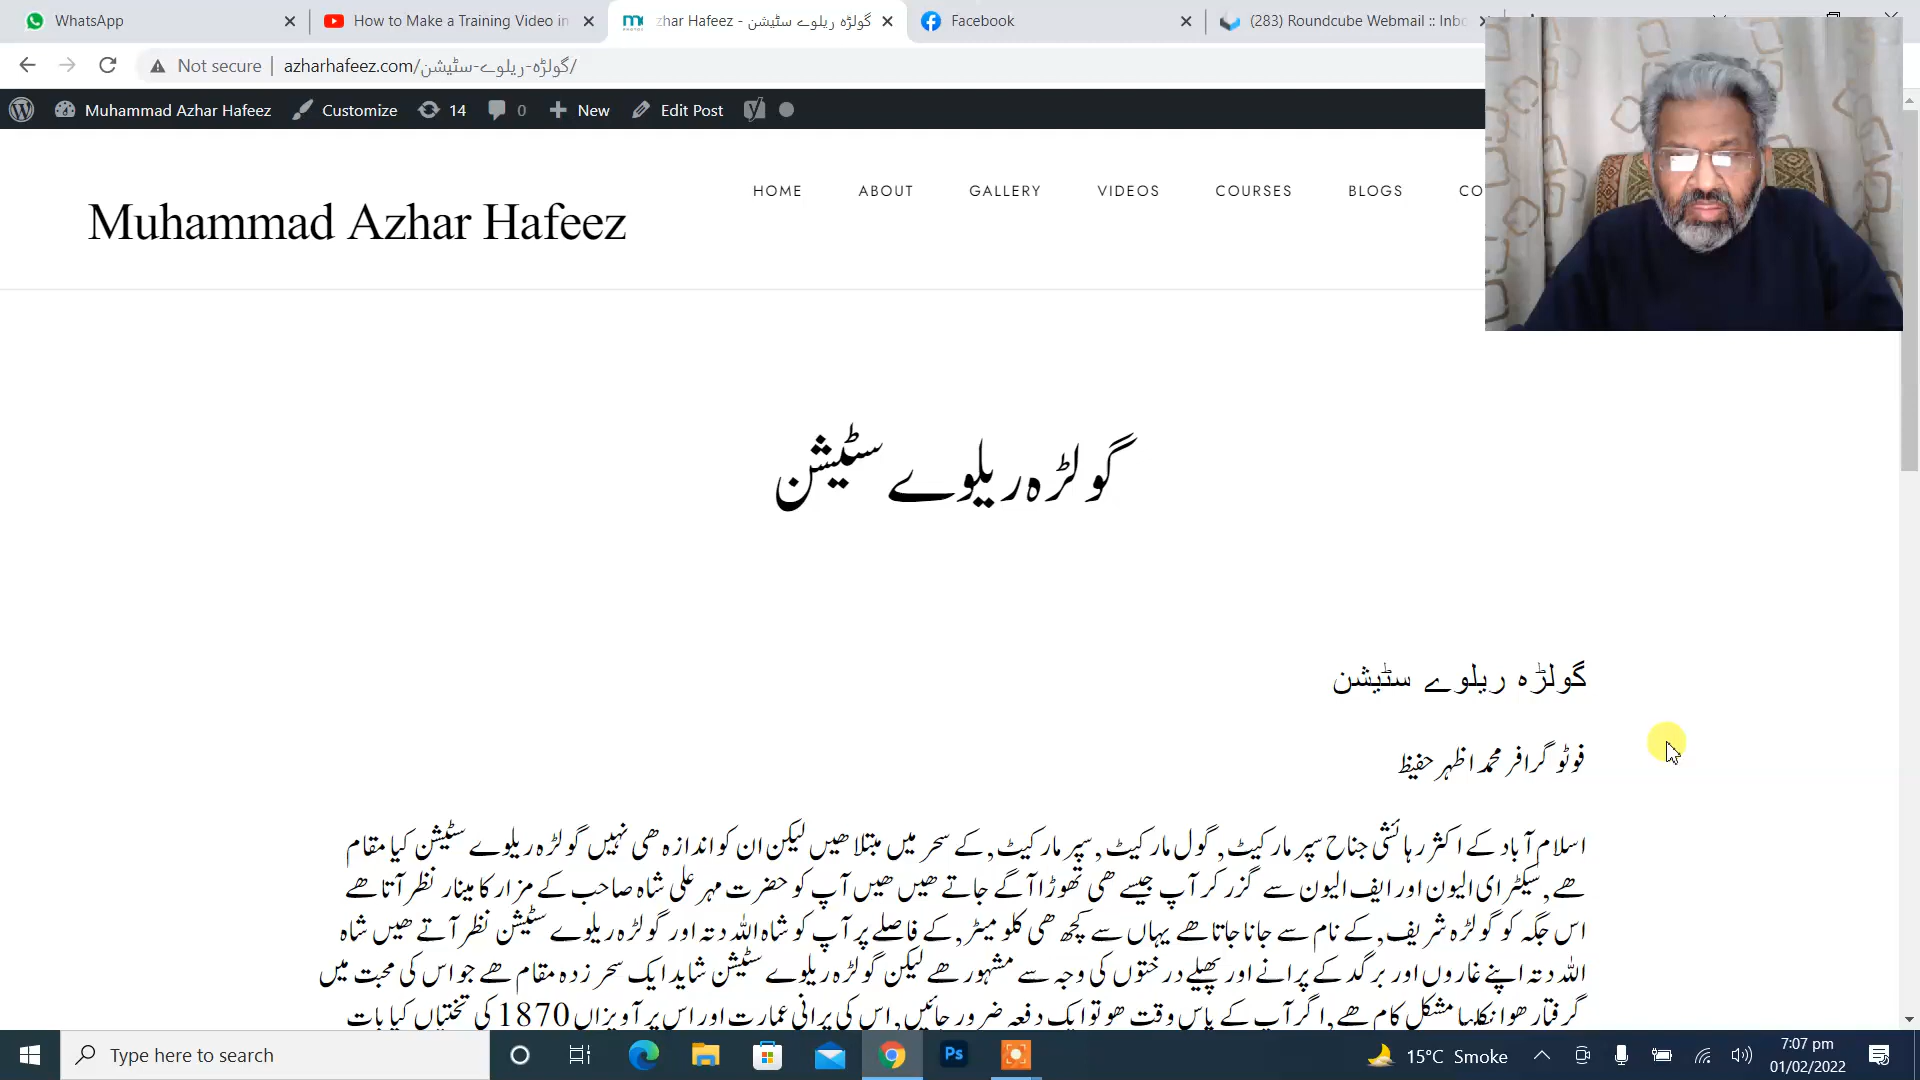 WhatsApp
How to Make a Training Video in
zhar Hafeez - گولڑہ ریلوے سٹیشن
Facebook
(283) Roundcube Webmail :: Inb
Not secure
azharhafeez.com/گولڑہ-ریلوے-سٹیشن/
Muhammad Azhar Hafeez
Customize
14
0
New
Edit Post
Muhammad Azhar Hafeez
HOME
ABOUT
GALLERY
VIDEOS
COURSES
BLOGS
CO
گولڑہ ریلوے سٹیشن
گولڑہ ریلوے سٹیشن
فوٹو گرافر محمد اظہر حفیظ
اسلام آباد کے اکثر رہائشی جناح سپر مارکیٹ, گول مارکیٹ, سپر مارکیٹ, کے سحر میں مبتلا ھیں لیکن ان کو اندازہ ھی نہیں گولڑہ ریلوے سٹیشن کیا مقام
ھے, سیکٹر ای الیون اور ایف الیون سے گزر کر آپ جیسے ھی تھوڑا آگے جاتے ھیں ھیں آپ کو حضرت مہر علی شاہ صاحب کے مزار کا مینار نظر آتا ھے
اس جگہ کو گولڑہ شریف, کے نام سے جانا جاتا ھے یہاں سے کچھ ھی کلو میٹر, کے فاصلے پر آپ کو شاہ اللہ دتہ اور گولڑہ ریلوے سٹیشن نظر آتے ھیں شاہ
اللہ دتہ اپنے غاروں اور برگد کے پرانے اور پھیلے درختوں کی وجہ سے مشہور ھے لیکن گولڑہ ریلوے سٹیشن شاید ایک سحر زدہ مقام ھے جو اس کی محبت میں
گرفتار ھوا نکلنا مشکل کام ھے, اگر آپ کے پاس وقت ھو تو ایک دفعہ ضرور جائیں, اس کی پرانی عمارت اور اس پر آویزاں 1870 کی تختیاں کیا بات
Type here to search
Ps
15°C Smoke
7:07 pm
01/02/2022